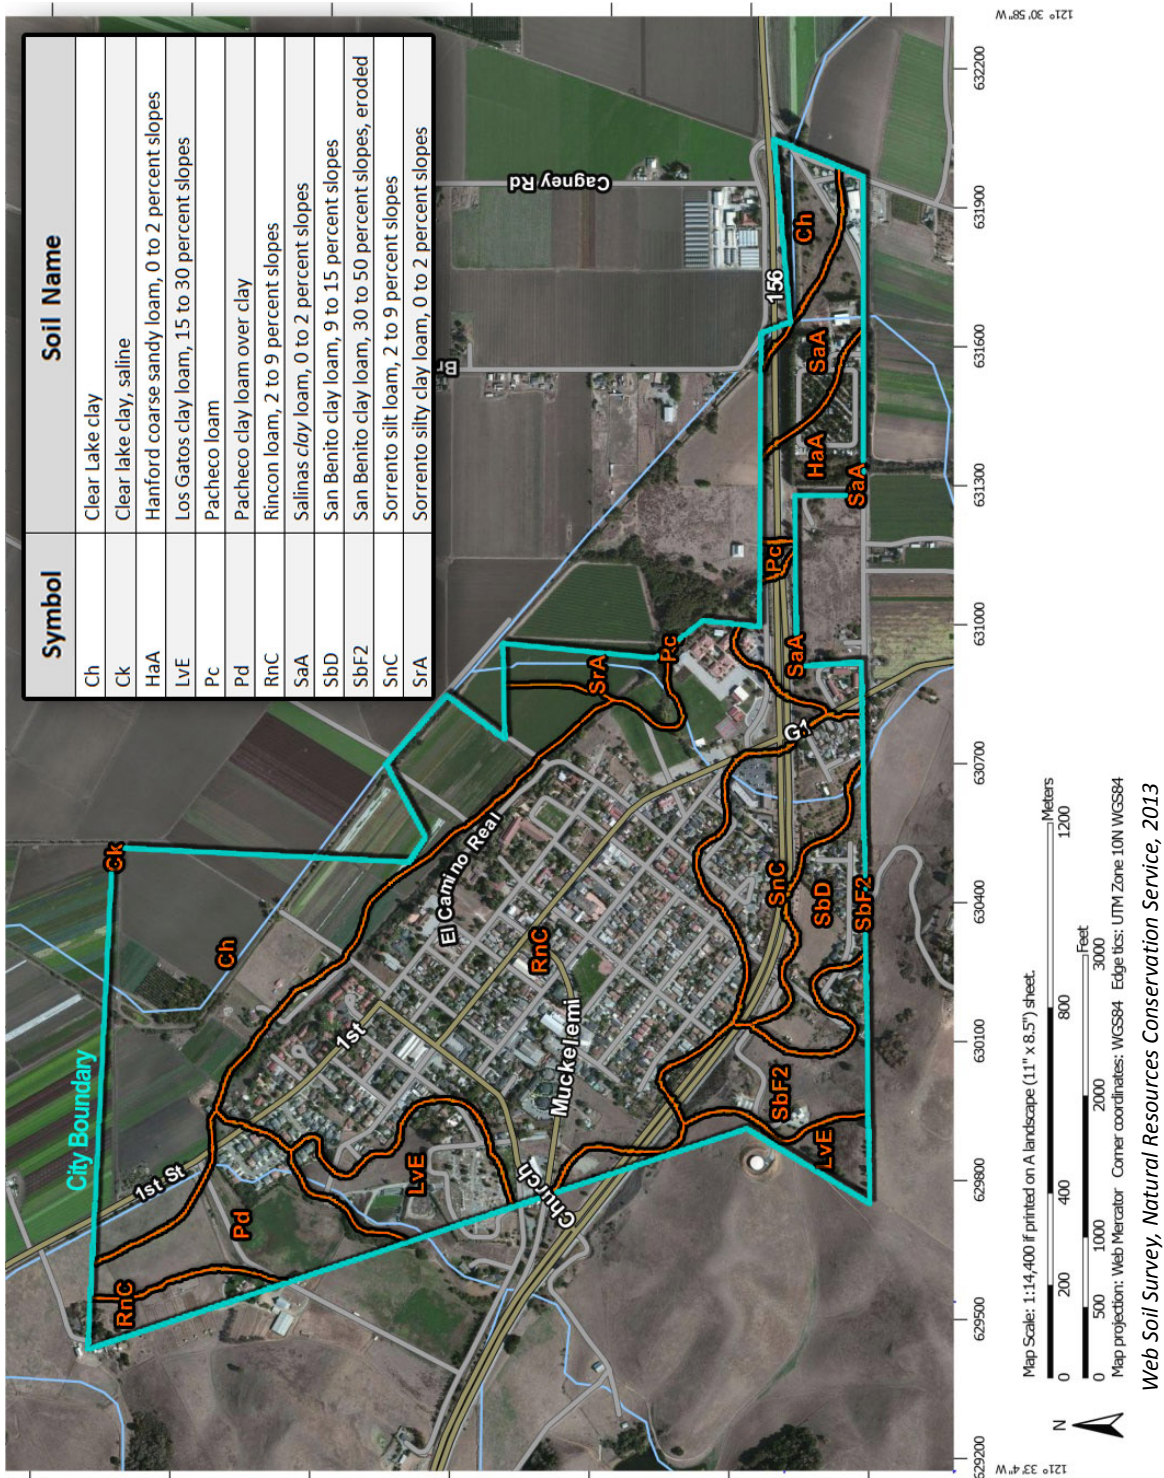 Symbol Soil Name
Ch Clear Lake clay
Ck Clear lake clay, saline
HaA Hanford coarse sandy loam, 0 to 2 percent slopes
LvE Los Gatos clay loam, 15 to 30 percent slopes
Pc Pacheco loam
Pd Pacheco clay loam over clay
RnC Rincon loam, 2 to 9 percent slopes
SaA Salinas clay loam, 0 to 2 percent slopes
SbD San Benito clay loam, 9 to 15 percent slopes
SbF2 San Benito clay loam, 30 to 50 percent slopes, eroded
SnC Sorrento silt loam, 2 to 9 percent slopes
SrA Sorrento silty clay loam, 0 to 2 percent slopes
City Boundary
Ck
Ch
1st St
RnC
Pd
1st
El Camino Real
SrA
Br
Cagney Rd
LvE
RnC
Muckelemi
Church
Pc
156
Ch
SaA
HaA
SaA
Pc
SaA
G1
SnC
SbD
SbF2
SbF2
LvE
629200
629500
629800
630100
630400
630700
631000
631300
631600
631900
632200
121° 33' 4" W
121° 30' 58" W
N
Map Scale: 1:14,400 if printed on A landscape (11" x 8.5") sheet.
Meters
0 200 400 800 1200
Feet
0 500 1000 2000 3000
Map projection: Web Mercator Corner coordinates: WGS84 Edge tics: UTM Zone 10N WGS84
Web Soil Survey, Natural Resources Conservation Service, 2013